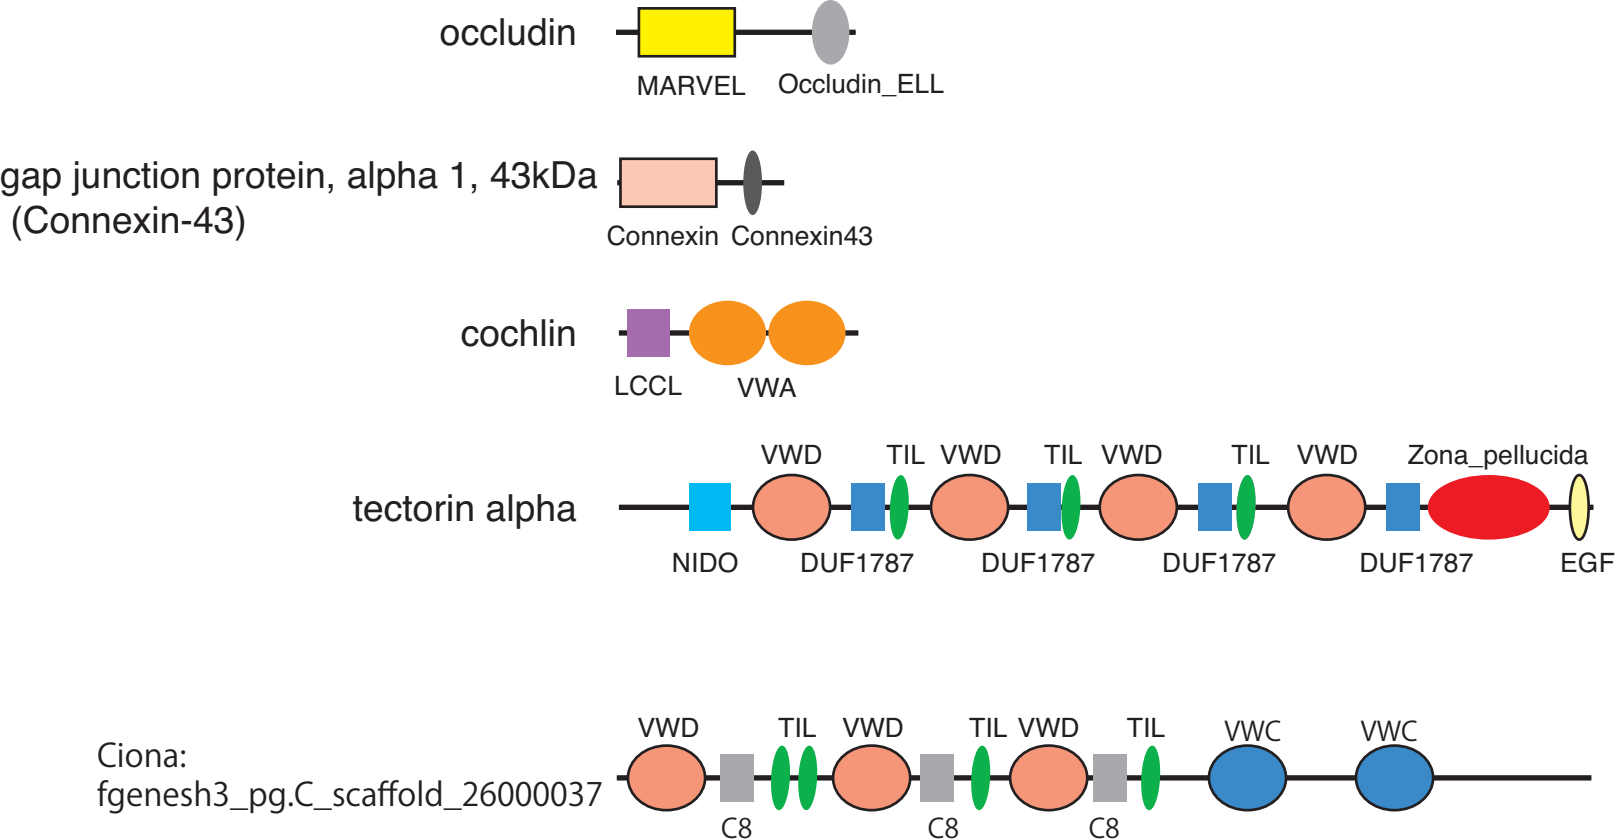 occludin
MARVEL Occludin_ELL
gap junction protein, alpha 1, 43kDa
(Connexin-43)
Connexin Connexin43
cochlin
LCCL VWA
VWD TIL VWD TIL VWD TIL VWD Zona_pellucida
tectorin alpha
NIDO DUF1787 DUF1787 DUF1787 DUF1787 EGF
VWD TIL VWD TIL VWD TIL VWC VWC
Ciona:
fgenesh3_pg.C_scaffold_26000037
C8 C8 C8